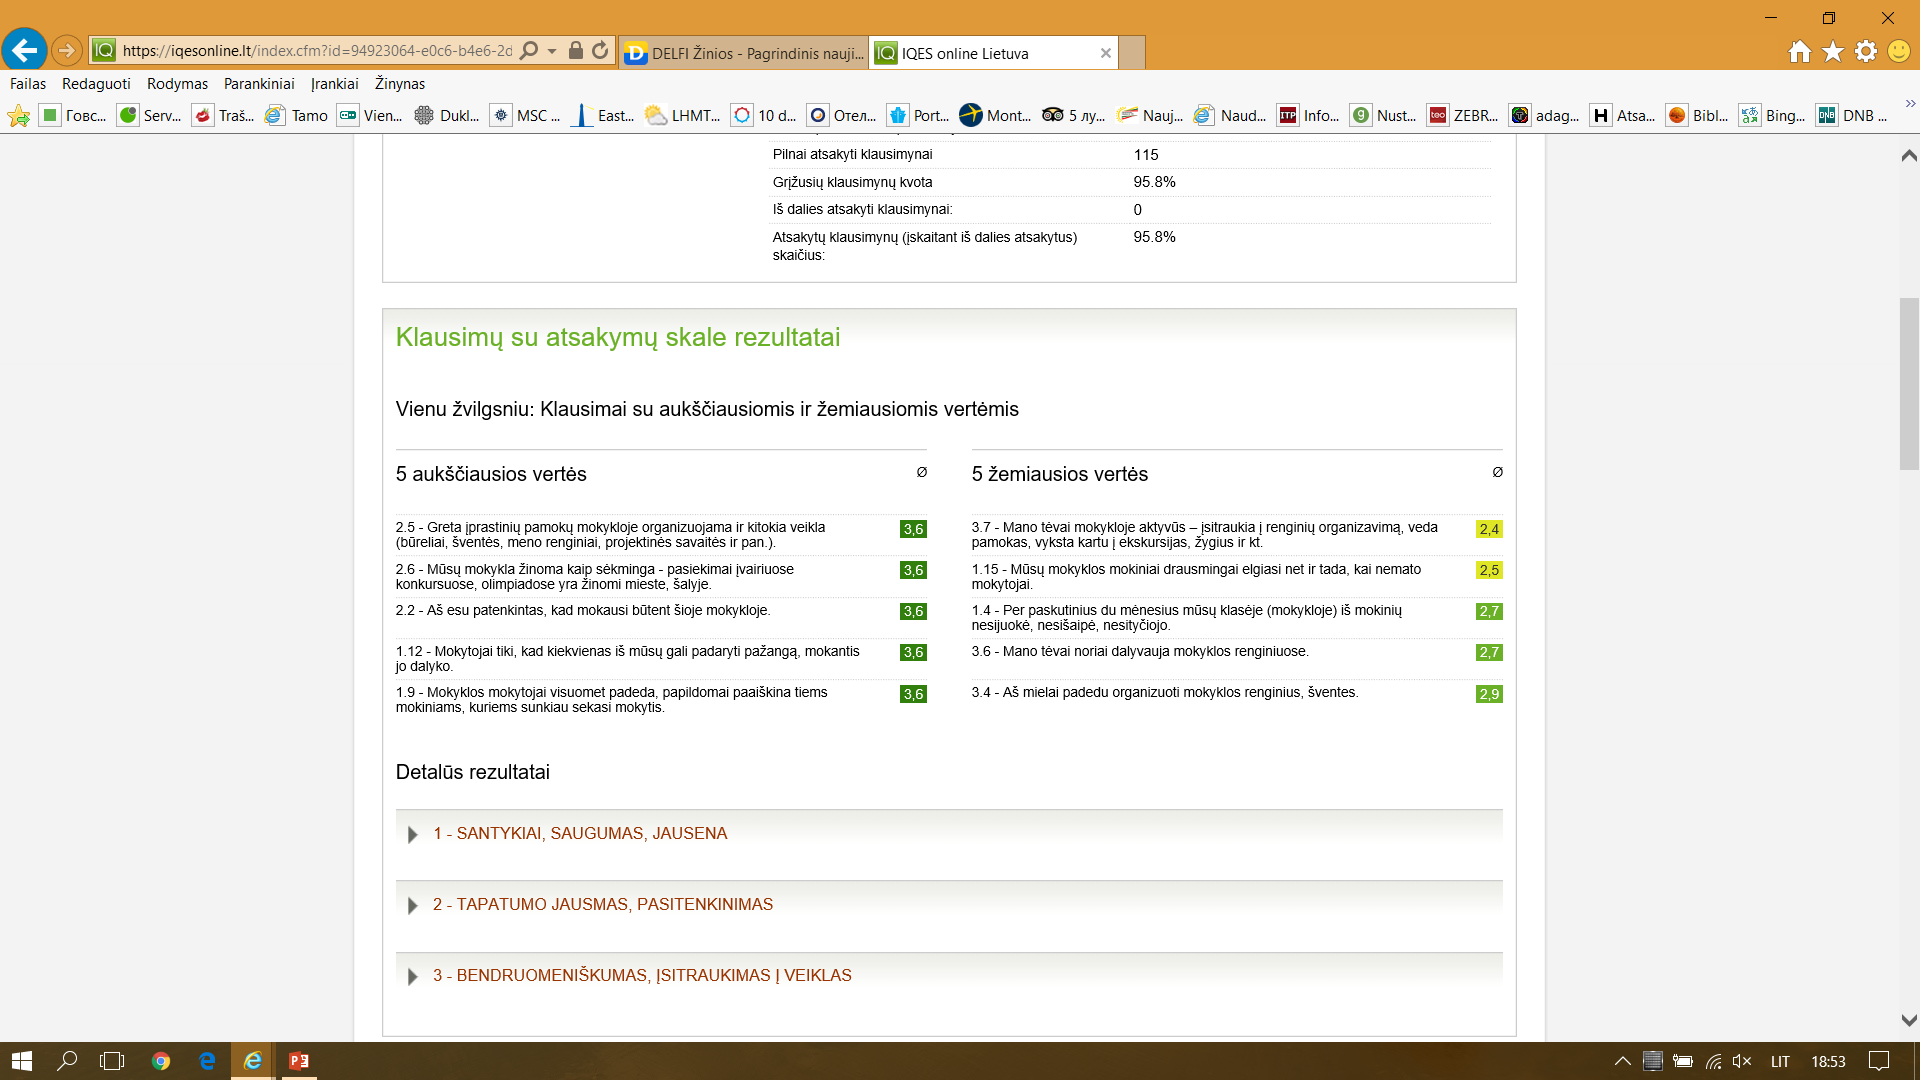 https://iqesonline.lt/index.cfm?id=94923064-e0c6-b4e6-2d
DELFI Žinios - Pagrindinis nauji...
IQES online Lietuva
Failas Redaguoti Rodymas Parankiniai Įrankiai Žinynas
Говс... Serv... Traš... Tamo Vien... Dukl... MSC ... East... LHMT... 10 d... Отел... Port... Mont... 5 лу... Nauj... Naud... Info... Nust... ZEBR... adag... Atsa... Bibl... Bing... DNB ...
Pilnai atsakyti klausimynai 115
Grįžusių klausimynų kvota 95.8%
Iš dalies atsakyti klausimynai: 0
Atsakytų klausimynų (įskaitant iš dalies atsakytus) 95.8%
skaičius:
Klausimų su atsakymų skale rezultatai
Vienu žvilgsniu: Klausimai su aukščiausiomis ir žemiausiomis vertėmis
5 aukščiausios vertės Ø
2.5 - Greta įprastinių pamokų mokykloje organizuojama ir kitokia veikla 3,6
(būreliai, šventės, meno renginiai, projektinės savaitės ir pan.).
2.6 - Mūsų mokykla žinoma kaip sėkminga - pasiekimai įvairiuose 3,6
konkursuose, olimpiadose yra žinomi mieste, šalyje.
2.2 - Aš esu patenkintas, kad mokausi būtent šioje mokykloje. 3,6
1.12 - Mokytojai tiki, kad kiekvienas iš mūsų gali padaryti pažangą, mokantis 3,6
jo dalyko.
1.9 - Mokyklos mokytojai visuomet padeda, papildomai paaiškina tiems 3,6
mokiniams, kuriems sunkiau sekasi mokytis.
5 žemiausios vertės Ø
3.7 - Mano tėvai mokykloje aktyvūs – įsitraukia į renginių organizavimą, veda 2,4
pamokas, vyksta kartu į ekskursijas, žygius ir kt.
1.15 - Mūsų mokyklos mokiniai drausmingai elgiasi net ir tada, kai nemato 2,5
mokytojai.
1.4 - Per paskutinius du mėnesius mūsų klasėje (mokykloje) iš mokinių 2,7
nesijuokė, nesišaipė, nesityčiojo.
3.6 - Mano tėvai noriai dalyvauja mokyklos renginiuose. 2,7
3.4 - Aš mielai padedu organizuoti mokyklos renginius, šventes. 2,9
Detalūs rezultatai
1 - SANTYKIAI, SAUGUMAS, JAUSENA
2 - TAPATUMO JAUSMAS, PASITENKINIMAS
3 - BENDRUOMENIŠKUMAS, ĮSITRAUKIMAS Į VEIKLAS
LIT 18:53